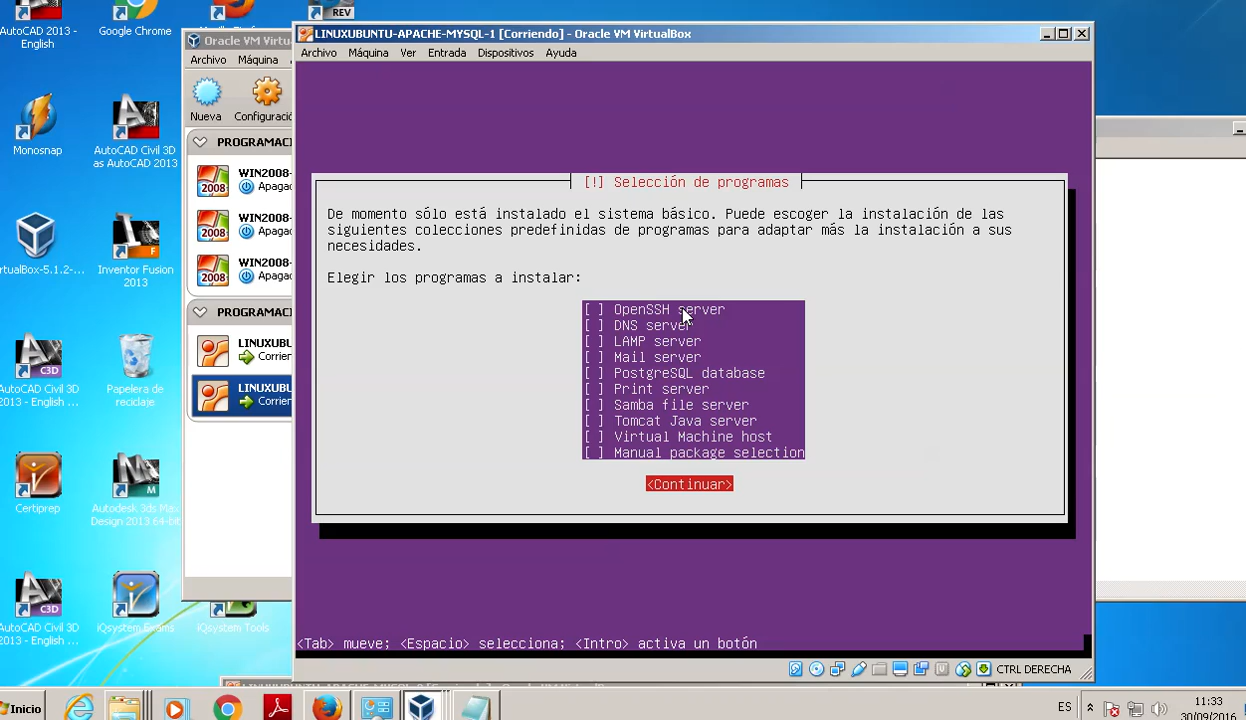 AutoCAD 2013 - English
Google Chrome
REV
Monosnap
AutoCAD Civil 3D as AutoCAD 2013
rtualBox-5.1.2-...
Inventor Fusion 2013
AutoCAD Civil 3D 2013 - English ...
Papelera de reciclaje
Certiprep
Autodesk 3ds Max Design 2013 64-bit
AutoCAD Civil 3D 2013 - English ...
iQsystem Exams
iQsystem Tools
Oracle VM Virtu
Archivo Máquina
Nueva
Configuració
PROGRAMACI
WIN2008-
Apagac
WIN2008-
Apagac
WIN2008-
Apagac
PROGRAMACI
LINUXUBU
Corrien
LINUXUBU
Corrien
LINUXUBUNTU-APACHE-MYSQL-1 [Corriendo] - Oracle VM VirtualBox
Archivo Máquina Ver Entrada Dispositivos Ayuda
[!] Selección de programas
De momento sólo está instalado el sistema básico. Puede escoger la instalación de las
siguientes colecciones predefinidas de programas para adaptar más la instalación a sus
necesidades.
Elegir los programas a instalar:
[ ] OpenSSH server
[ ] DNS server
[ ] LAMP server
[ ] Mail server
[ ] PostgreSQL database
[ ] Print server
[ ] Samba file server
[ ] Tomcat Java server
[ ] Virtual Machine host
[ ] Manual package selection
<Continuar>
<Tab> mueve; <Espacio> selecciona; <Intro> activa un botón
CTRL DERECHA
Inicio
ES
11:33
30/09/2016